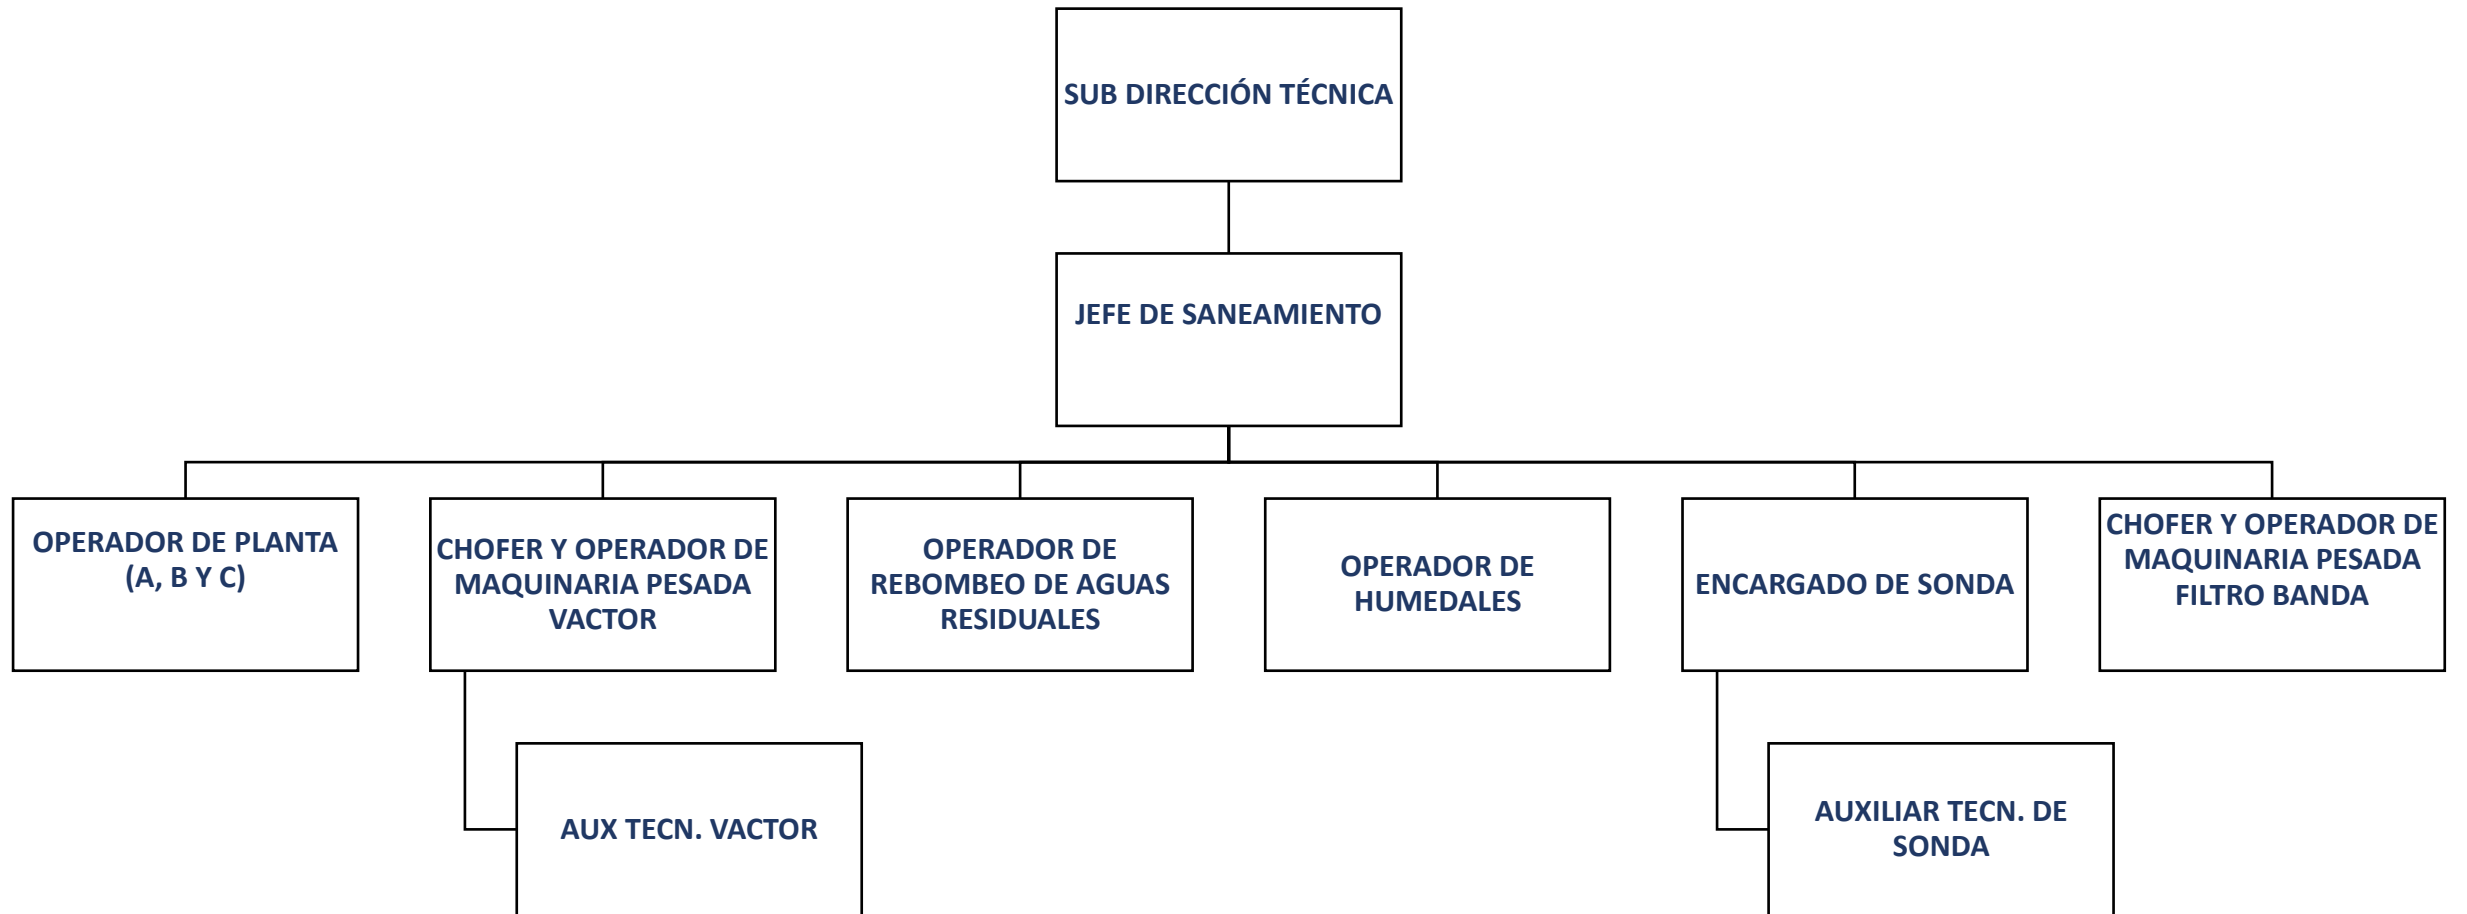 SUB DIRECCIÓN TÉCNICA
JEFE DE SANEAMIENTO
OPERADOR DE PLANTA
(A, B Y C)
CHOFER Y OPERADOR DE
MAQUINARIA PESADA
VACTOR
OPERADOR DE
REBOMBEO DE AGUAS
RESIDUALES
OPERADOR DE
HUMEDALES
ENCARGADO DE SONDA
CHOFER Y OPERADOR DE
MAQUINARIA PESADA
FILTRO BANDA
AUX TECN. VACTOR
AUXILIAR TECN. DE
SONDA